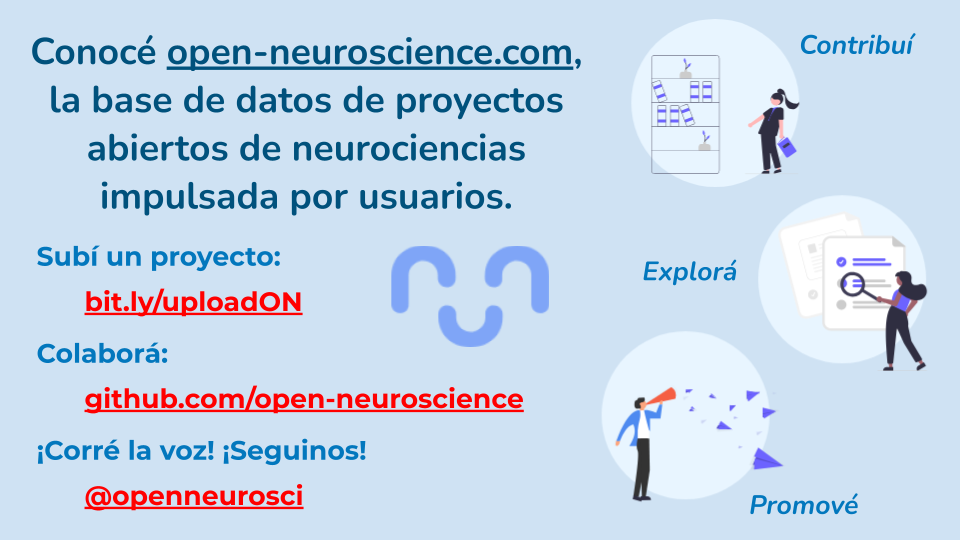 Conocé open-neuroscience.com,
la base de datos de proyectos
abiertos de neurociencias
impulsada por usuarios.
Subí un proyecto:
bit.ly/uploadON
Colaborá:
github.com/open-neuroscience
¡Corré la voz! ¡Seguinos!
@openneurosci
Contribuí
Explorá
Promové